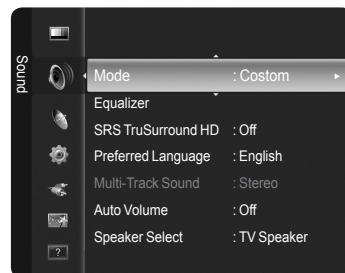 Sound
Mode : Costom
Equalizer
SRS TruSurround HD : Off
Preferred Language : English
Multi-Track Sound : Stereo
Auto Volume : Off
Speaker Select : TV Speaker
?